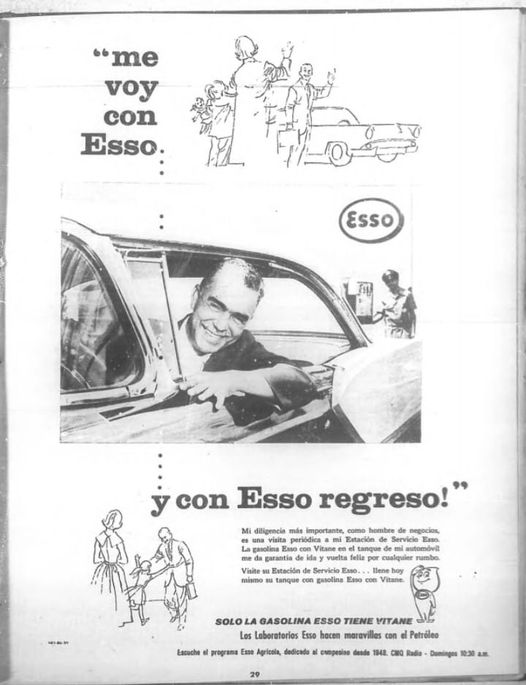 “me
voy
con
Esso.
Esso
y con Esso regreso!”
Mi diligencia más importante, como hombre de negocios,
es una visita periódica a mi Estación de Servicio Esso.
La gasolina Esso con Vitane en el tanque de mi automóvil
me da garantía de ida y vuelta feliz por cualquier rumbo.
Visite su Estación de Servicio Esso... llene hoy
mismo su tanque con gasolina Esso con Vitane.
SOLO LA GASOLINA ESSO TIENE VITANE
Los Laboratorios Esso hacen maravillas con el Petróleo
Escuche el programa Esso Agrícola, dedicado al campesino desde 1948. CMQ Radio - Domingos 10:30 a.m.
29